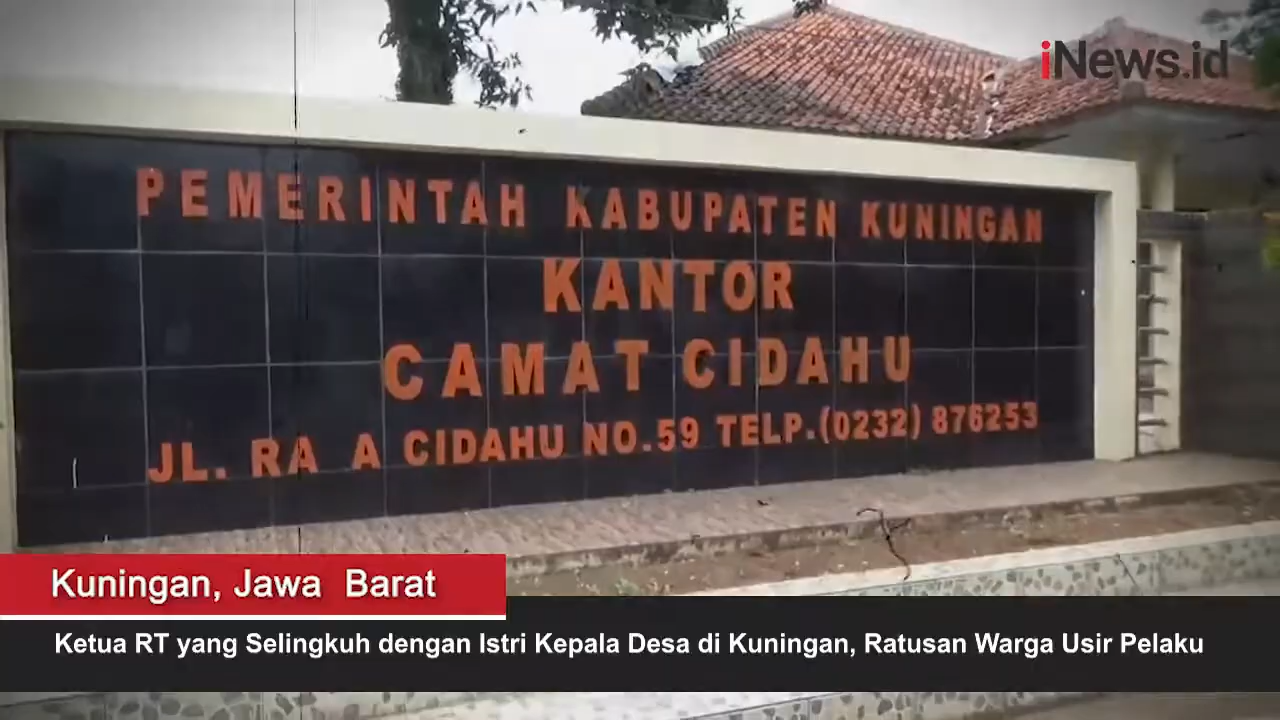 iNews.id
PEMERINTAH KABUPATEN KUNINGAN
KANTOR
CAMAT CIDAHU
JL. RA A CIDAHU NO.59 TELP.(0232) 876253
Kuningan, Jawa Barat
Ketua RT yang Selingkuh dengan Istri Kepala Desa di Kuningan, Ratusan Warga Usir Pelaku